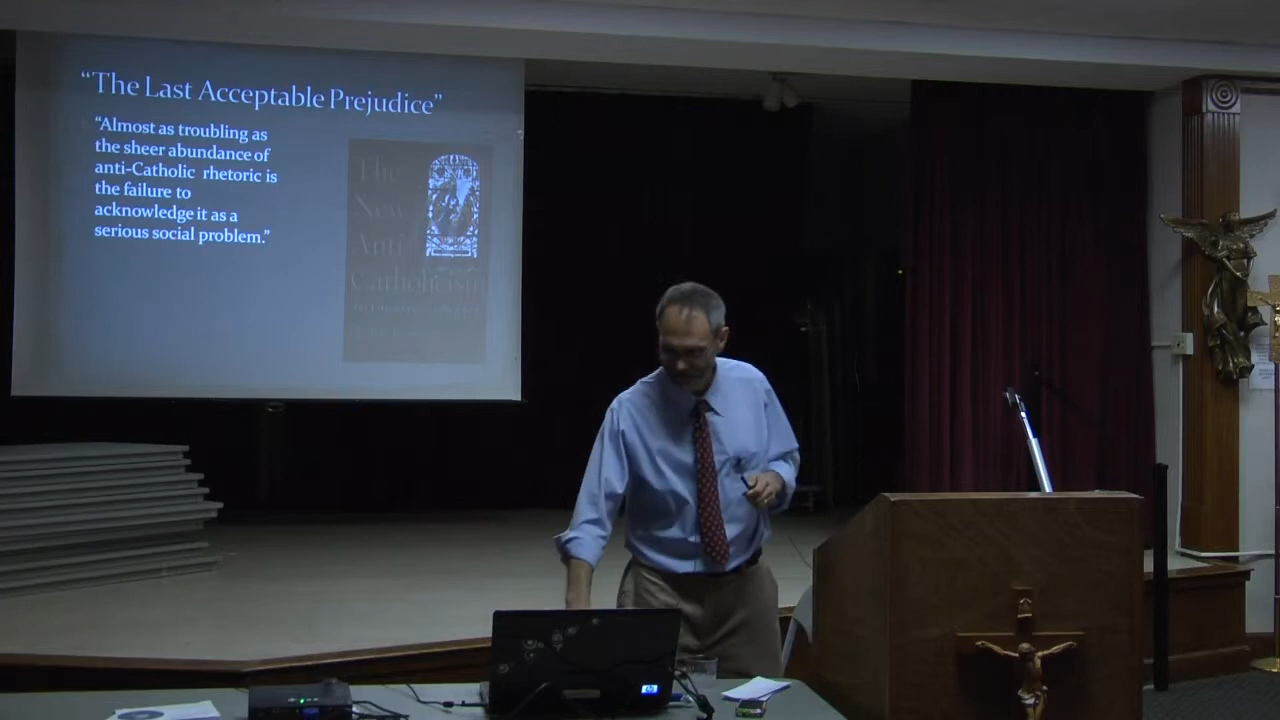 “The Last Acceptable Prejudice”
“Almost as troubling as
the sheer abundance of
anti-Catholic rhetoric is
the failure to
acknowledge it as a
serious social problem.”
The
New
Anti
Catholicism
hp